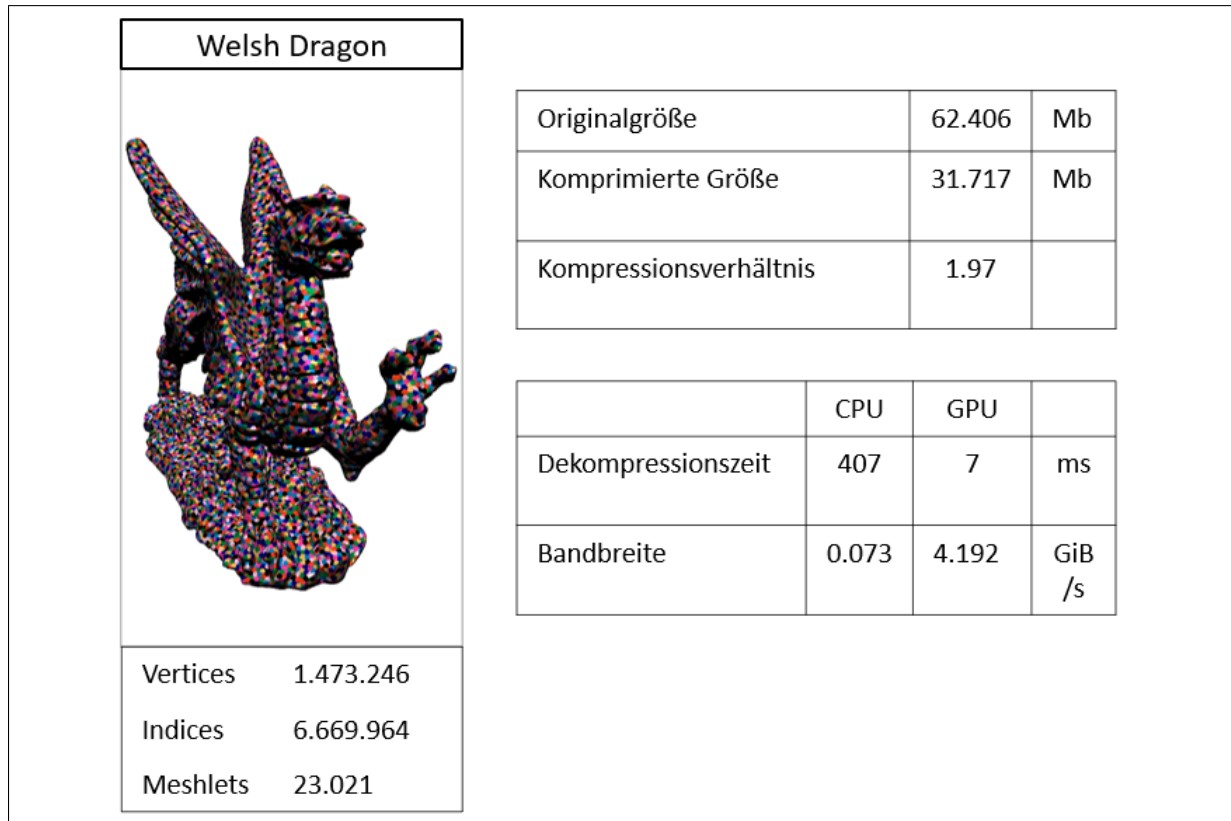 Welsh Dragon
Vertices 1.473.246
Indices 6.669.964
Meshlets 23.021
Originalgröße 62.406 Mb
Komprimierte Größe 31.717 Mb
Kompressionsverhältnis 1.97
CPU GPU
Dekompressionszeit 407 7 ms
Bandbreite 0.073 4.192 GiB
/s